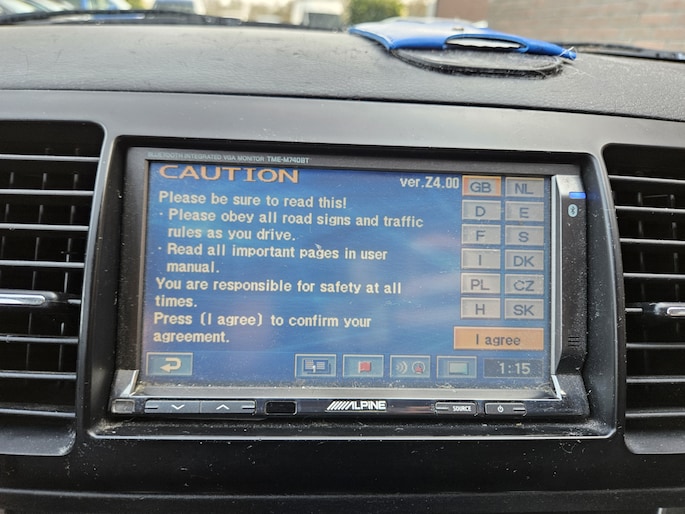 BLUETOOTH INTEGRATED VGA MONITOR TME-M740BT
CAUTION
ver.Z4.00
Please be sure to read this!
· Please obey all road signs and traffic
rules as you drive.
· Read all important pages in user
manual.
You are responsible for safety at all
times.
Press (I agree) to confirm your
agreement.
GB NL
D E
F S
I DK
PL CZ
H SK
I agree
1:15
ALPINE
SOURCE